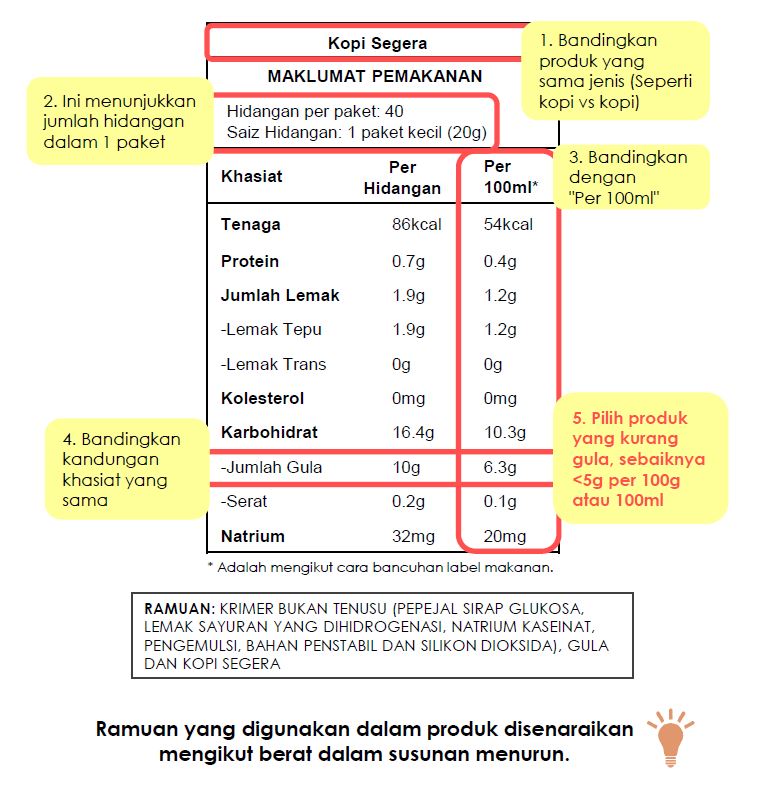 Kopi Segera
1. Bandingkan
produk yang
sama jenis (Seperti
kopi vs kopi)
MAKLUMAT PEMAKANAN
2. Ini menunjukkan
jumlah hidangan
dalam 1 paket
Hidangan per paket: 40
Saiz Hidangan: 1 paket kecil (20g)
3. Bandingkan
dengan
"Per 100ml"
Khasiat Per Hidangan Per 100ml*
Tenaga 86kcal 54kcal
Protein 0.7g 0.4g
Jumlah Lemak 1.9g 1.2g
-Lemak Tepu 1.9g 1.2g
-Lemak Trans 0g 0g
Kolesterol 0mg 0mg
Karbohidrat 16.4g 10.3g
4. Bandingkan
kandungan
khasiat yang
sama
-Jumlah Gula 10g 6.3g
5. Pilih produk
yang kurang
gula, sebaiknya
<5g per 100g
atau 100ml
-Serat 0.2g 0.1g
Natrium 32mg 20mg
* Adalah mengikut cara bancuhan label makanan.
RAMUAN: KRIMER BUKAN TENUSU (PEPEJAL SIRAP GLUKOSA,
LEMAK SAYURAN YANG DIHIDROGENASI, NATRIUM KASEINAT,
PENGEMULSI, BAHAN PENSTABIL DAN SILIKON DIOKSIDA), GULA
DAN KOPI SEGERA
Ramuan yang digunakan dalam produk disenaraikan
mengikut berat dalam susunan menurun.